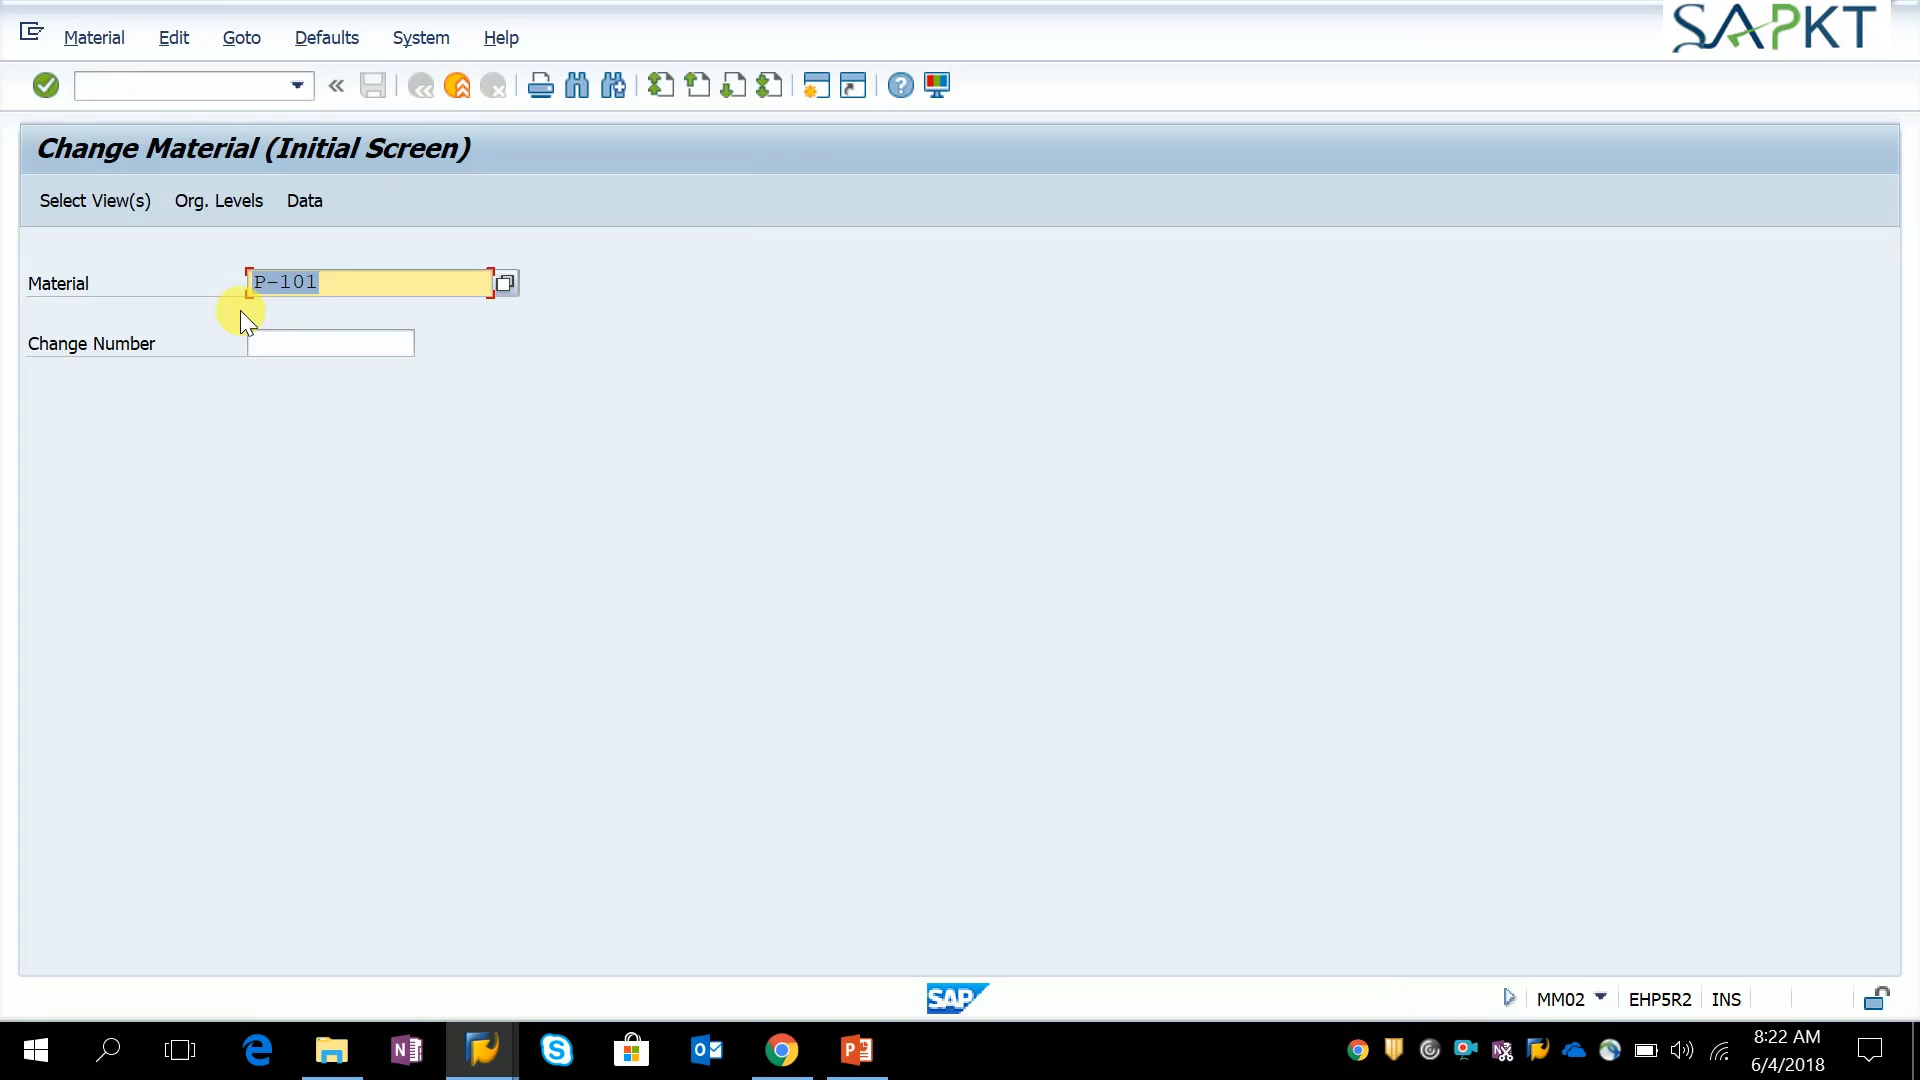 SAPKT
Material Edit Goto Defaults System Help
Change Material (Initial Screen)
Select View(s) Org. Levels Data
Material P-101
Change Number
SAP MM02 EHP5R2 INS
8:22 AM
6/4/2018